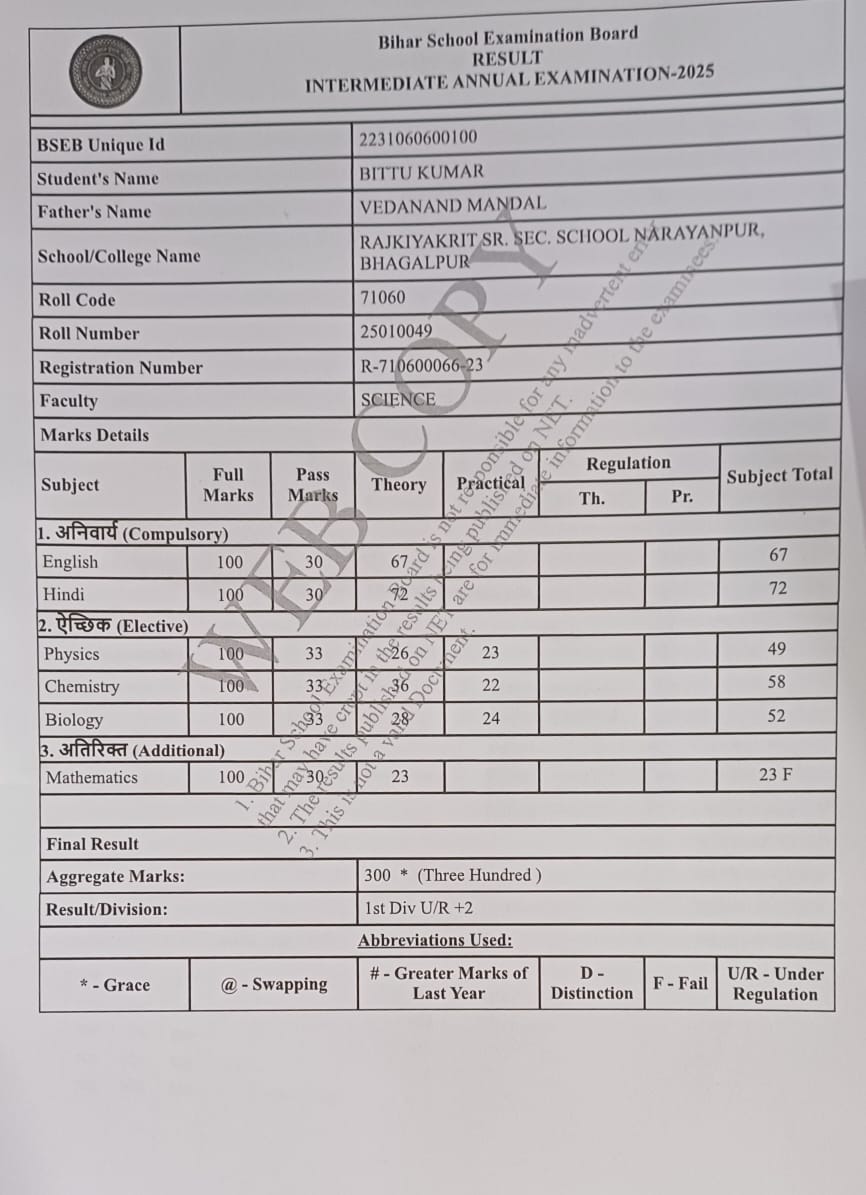 Bihar School Examination Board
RESULT
INTERMEDIATE ANNUAL EXAMINATION-2025
BSEB Unique Id 2231060600100
Student's Name BITTU KUMAR
Father's Name VEDANAND MANDAL
School/College Name RAJKIYAKRIT SR. SEC. SCHOOL NARAYANPUR,
BHAGALPUR
Roll Code 71060
Roll Number 25010049
Registration Number R-710600066-23
Faculty SCIENCE
Marks Details
Subject Full Marks Pass Marks Theory Practical Regulation Th. Pr. Subject Total
1. अनिवार्य (Compulsory)
English 100 30 67 67
Hindi 100 30 72 72
2. ऐच्छिक (Elective)
Physics 100 33 26 23 49
Chemistry 100 33 36 22 58
Biology 100 33 28 24 52
3. अतिरिक्त (Additional)
Mathematics 100 30 23 23 F
Final Result
Aggregate Marks: 300 * (Three Hundred )
Result/Division: 1st Div U/R +2
Abbreviations Used:
* - Grace @ - Swapping # - Greater Marks of Last Year D - Distinction F - Fail U/R - Under Regulation
WEB COPY
1. Bihar School Examination Board is not responsible for any inadvertent
that may have crept in the results being published on NET.
2. The results published on NET are for immediate information to the examinees.
3. This is not a valid Document.